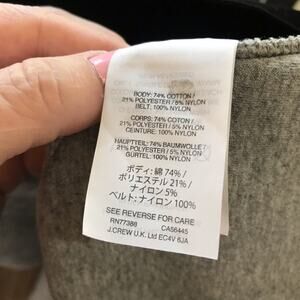 BODY: 74% COTTON /
21% POLYESTER / 5% NYLON
BELT: 100% NYLON
CORPS: 74% COTON /
21% POLYESTER / 5% NYLON
CEINTURE: 100% NYLON
HAUPTTEIL: 74% BAUMWOLLE /
21% POLYESTER / 5% NYLON
GURTEL: 100% NYLON
ボディ: 綿 74% /
ポリエステル 21% /
ナイロン 5%
ベルト: ナイロン 100%
SEE REVERSE FOR CARE
RN77388 CA56445
J.CREW U.K. Ltd EC4V 6JA